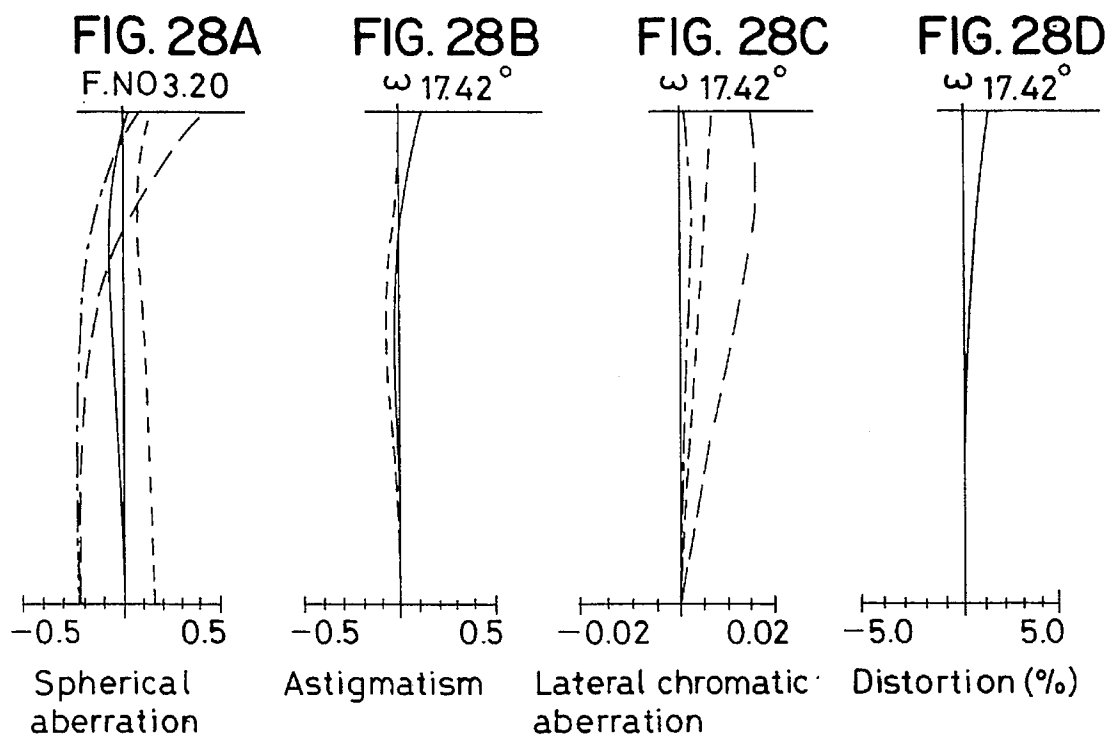 FIG. 28A
F.NO 3.20
−0.5 0.5
Spherical
aberration
FIG. 28B
ω 17.42°
−0.5 0.5
Astigmatism
FIG. 28C
ω 17.42°
−0.02 0.02
Lateral chromatic
aberration
FIG. 28D
ω 17.42°
−5.0 5.0
Distortion (%)